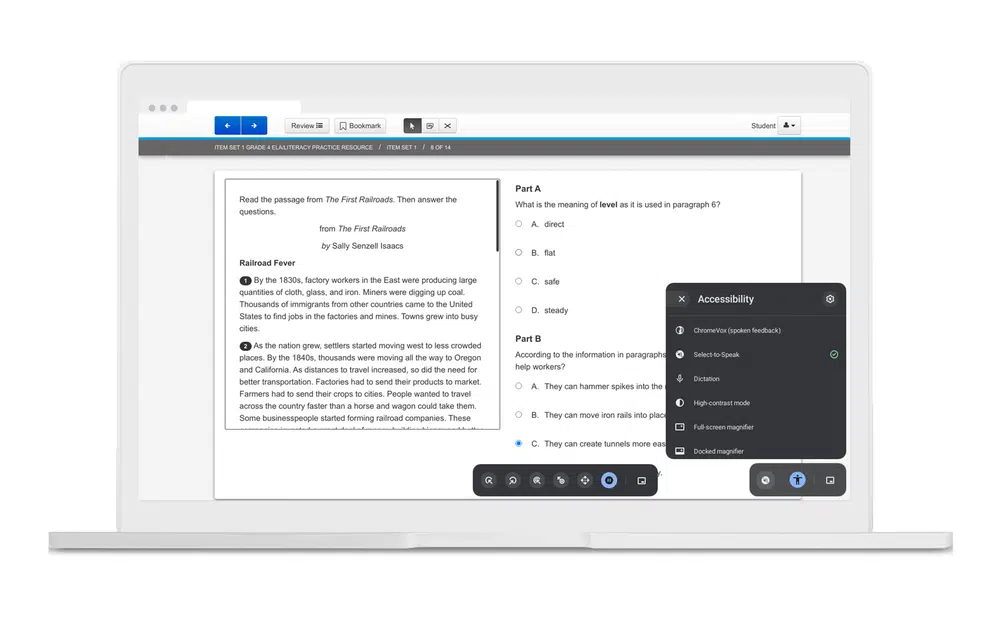 Review
Bookmark
Student
ITEM SET 1 GRADE 4 ELA/LITERACY PRACTICE RESOURCE / ITEM SET 1 / 8 OF 14
Read the passage from The First Railroads. Then answer the
questions.
from The First Railroads
by Sally Senzell Isaacs
Railroad Fever
1 By the 1830s, factory workers in the East were producing large
quantities of cloth, glass, and iron. Miners were digging up coal.
Thousands of immigrants from other countries came to the United
States to find jobs in the factories and mines. Towns grew into busy
cities.
2 As the nation grew, settlers started moving west to less crowded
places. By the 1840s, thousands were moving all the way to Oregon
and California. As distances to travel increased, so did the need for
better transportation. Factories had to send their products to market.
Farmers had to send their crops to cities. People wanted to travel
across the country faster than a horse and wagon could take them.
Some businesspeople started forming railroad companies. These
Part A
What is the meaning of level as it is used in paragraph 6?
A. direct
B. flat
C. safe
D. steady
Part B
According to the information in paragraphs
help workers?
A. They can hammer spikes into the
B. They can move iron rails into place
C. They can create tunnels more eas
y.
Accessibility
ChromeVox (spoken feedback)
Select-to-Speak
Dictation
High-contrast mode
Full-screen magnifier
Docked magnifier